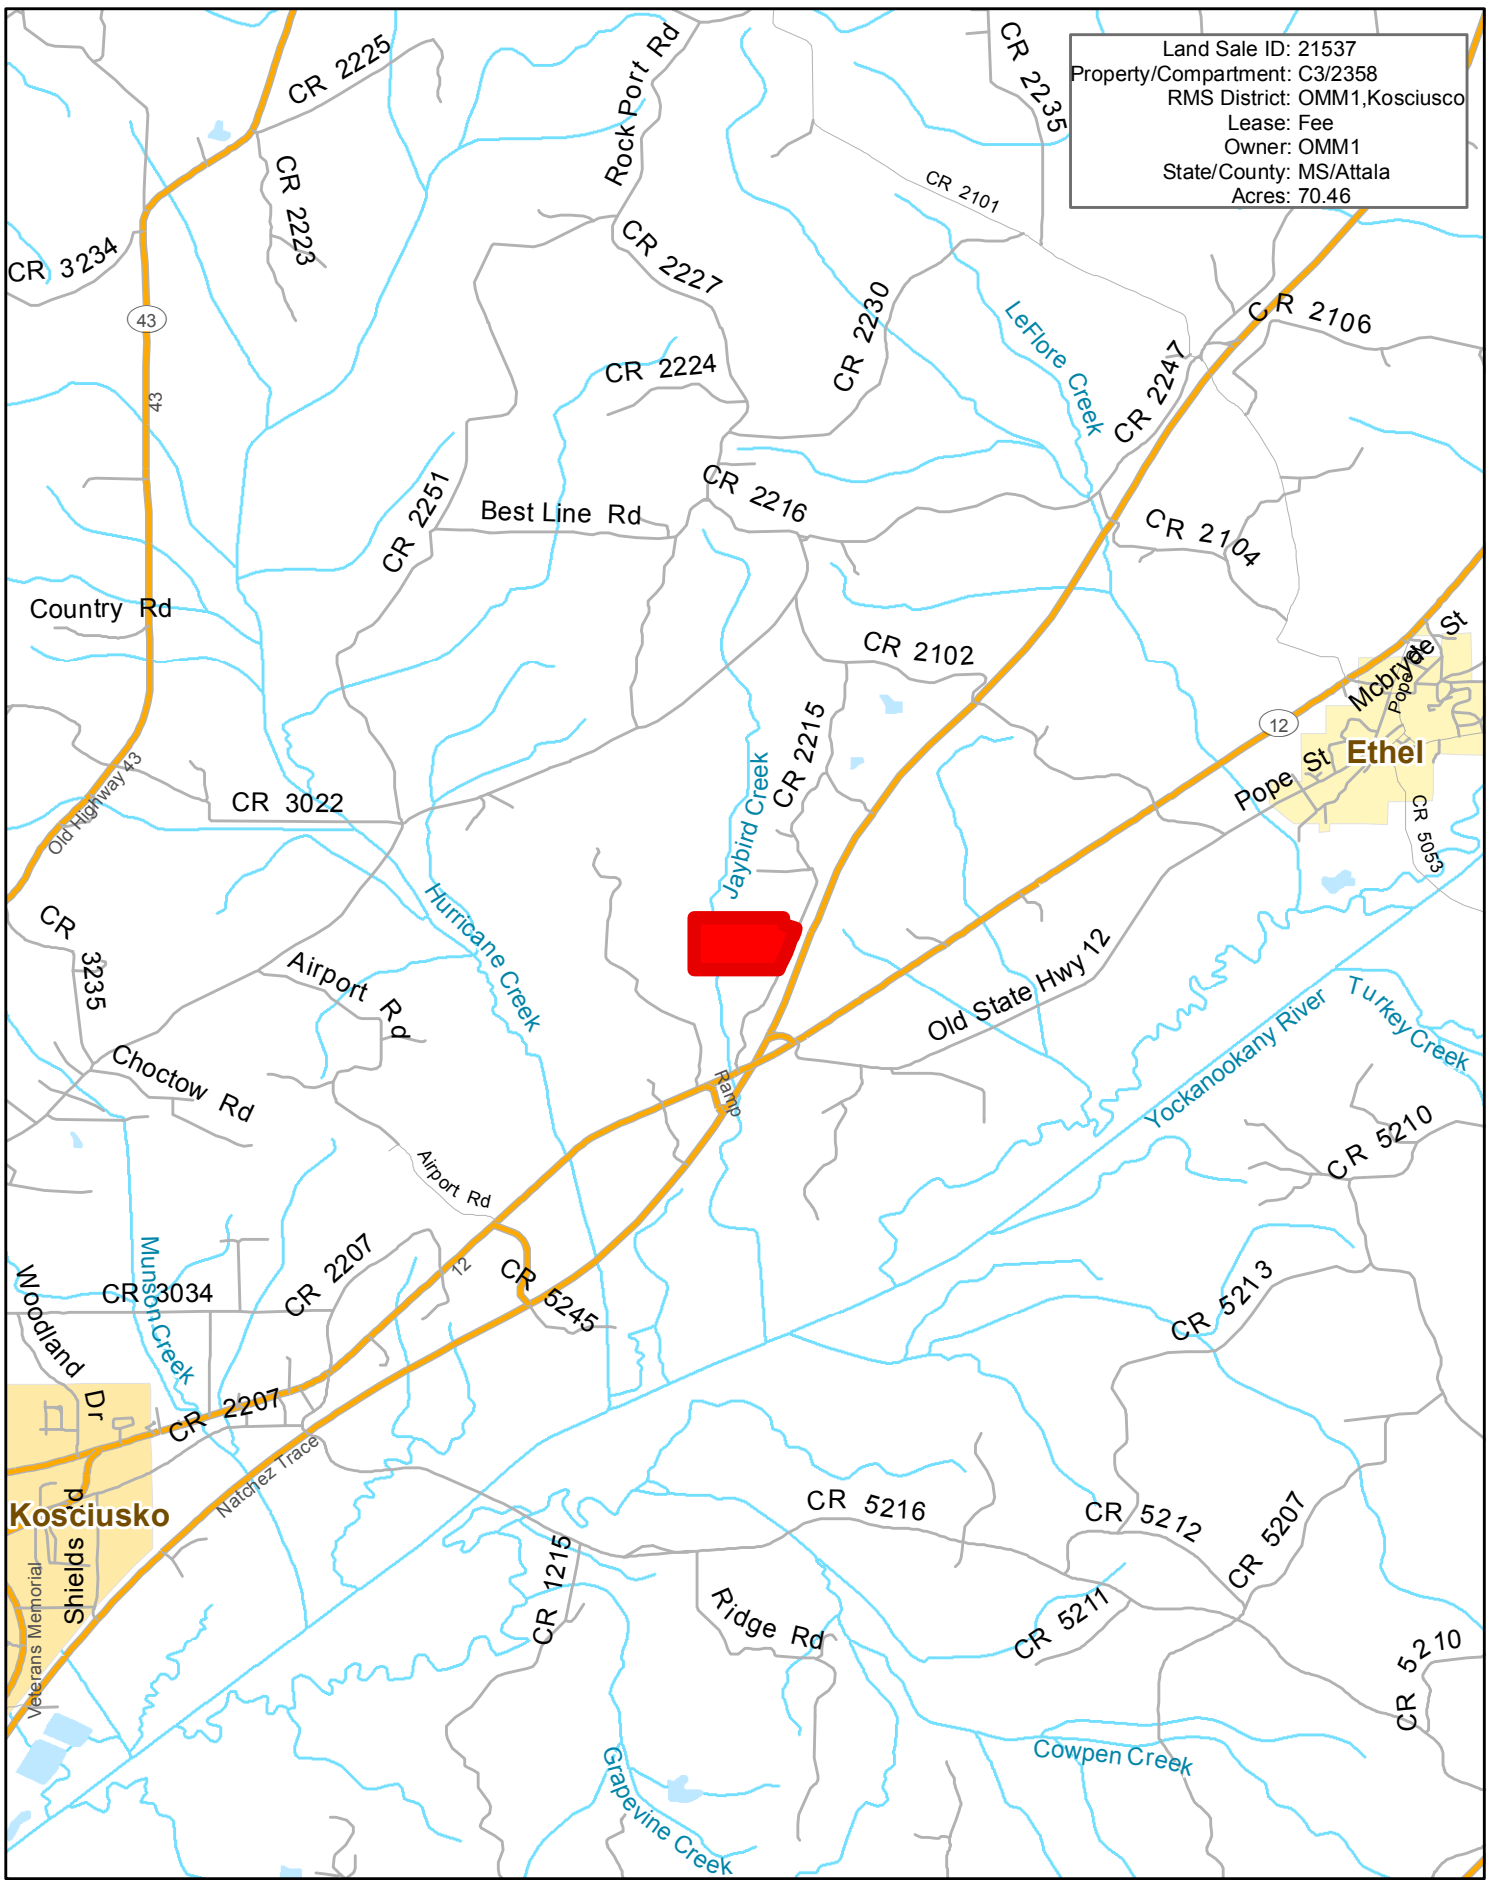 Land Sale ID: 21537
Property/Compartment: C3/2358
RMS District: OMM1,Kosciusco
Lease: Fee
Owner: OMM1
State/County: MS/Attala
Acres: 70.46
CR 2225
Rock Port Rd
CR 2235
CR 2223
CR 2101
CR 3234
CR 2227
CR 2230
43
LeFlore Creek
CR 2106
CR 2224
CR 2247
43
CR 2251
Best Line Rd
CR 2216
CR 2104
Country Rd
CR 2102
Mcbryde St
Pope
CR 2215
12
Ethel
Jaybird Creek
Pope St
Old Highway 43
CR 3022
CR 5053
Hurricane Creek
CR 3235
Airport Rd
Old State Hwy 12
Yockanookany River
Turkey Creek
Choctow Rd
Ramp
CR 5210
Airport Rd
Munson Creek
CR 2207
12
CR 5245
CR 3034
Woodland Dr
CR 5213
CR 2207
Natchez Trace
Kosciusko
Shields
Veterans Memorial
CR 5216
CR 5212
CR 5207
CR 1215
Ridge Rd
CR 5211
CR 5210
Cowpen Creek
Grapevine Creek